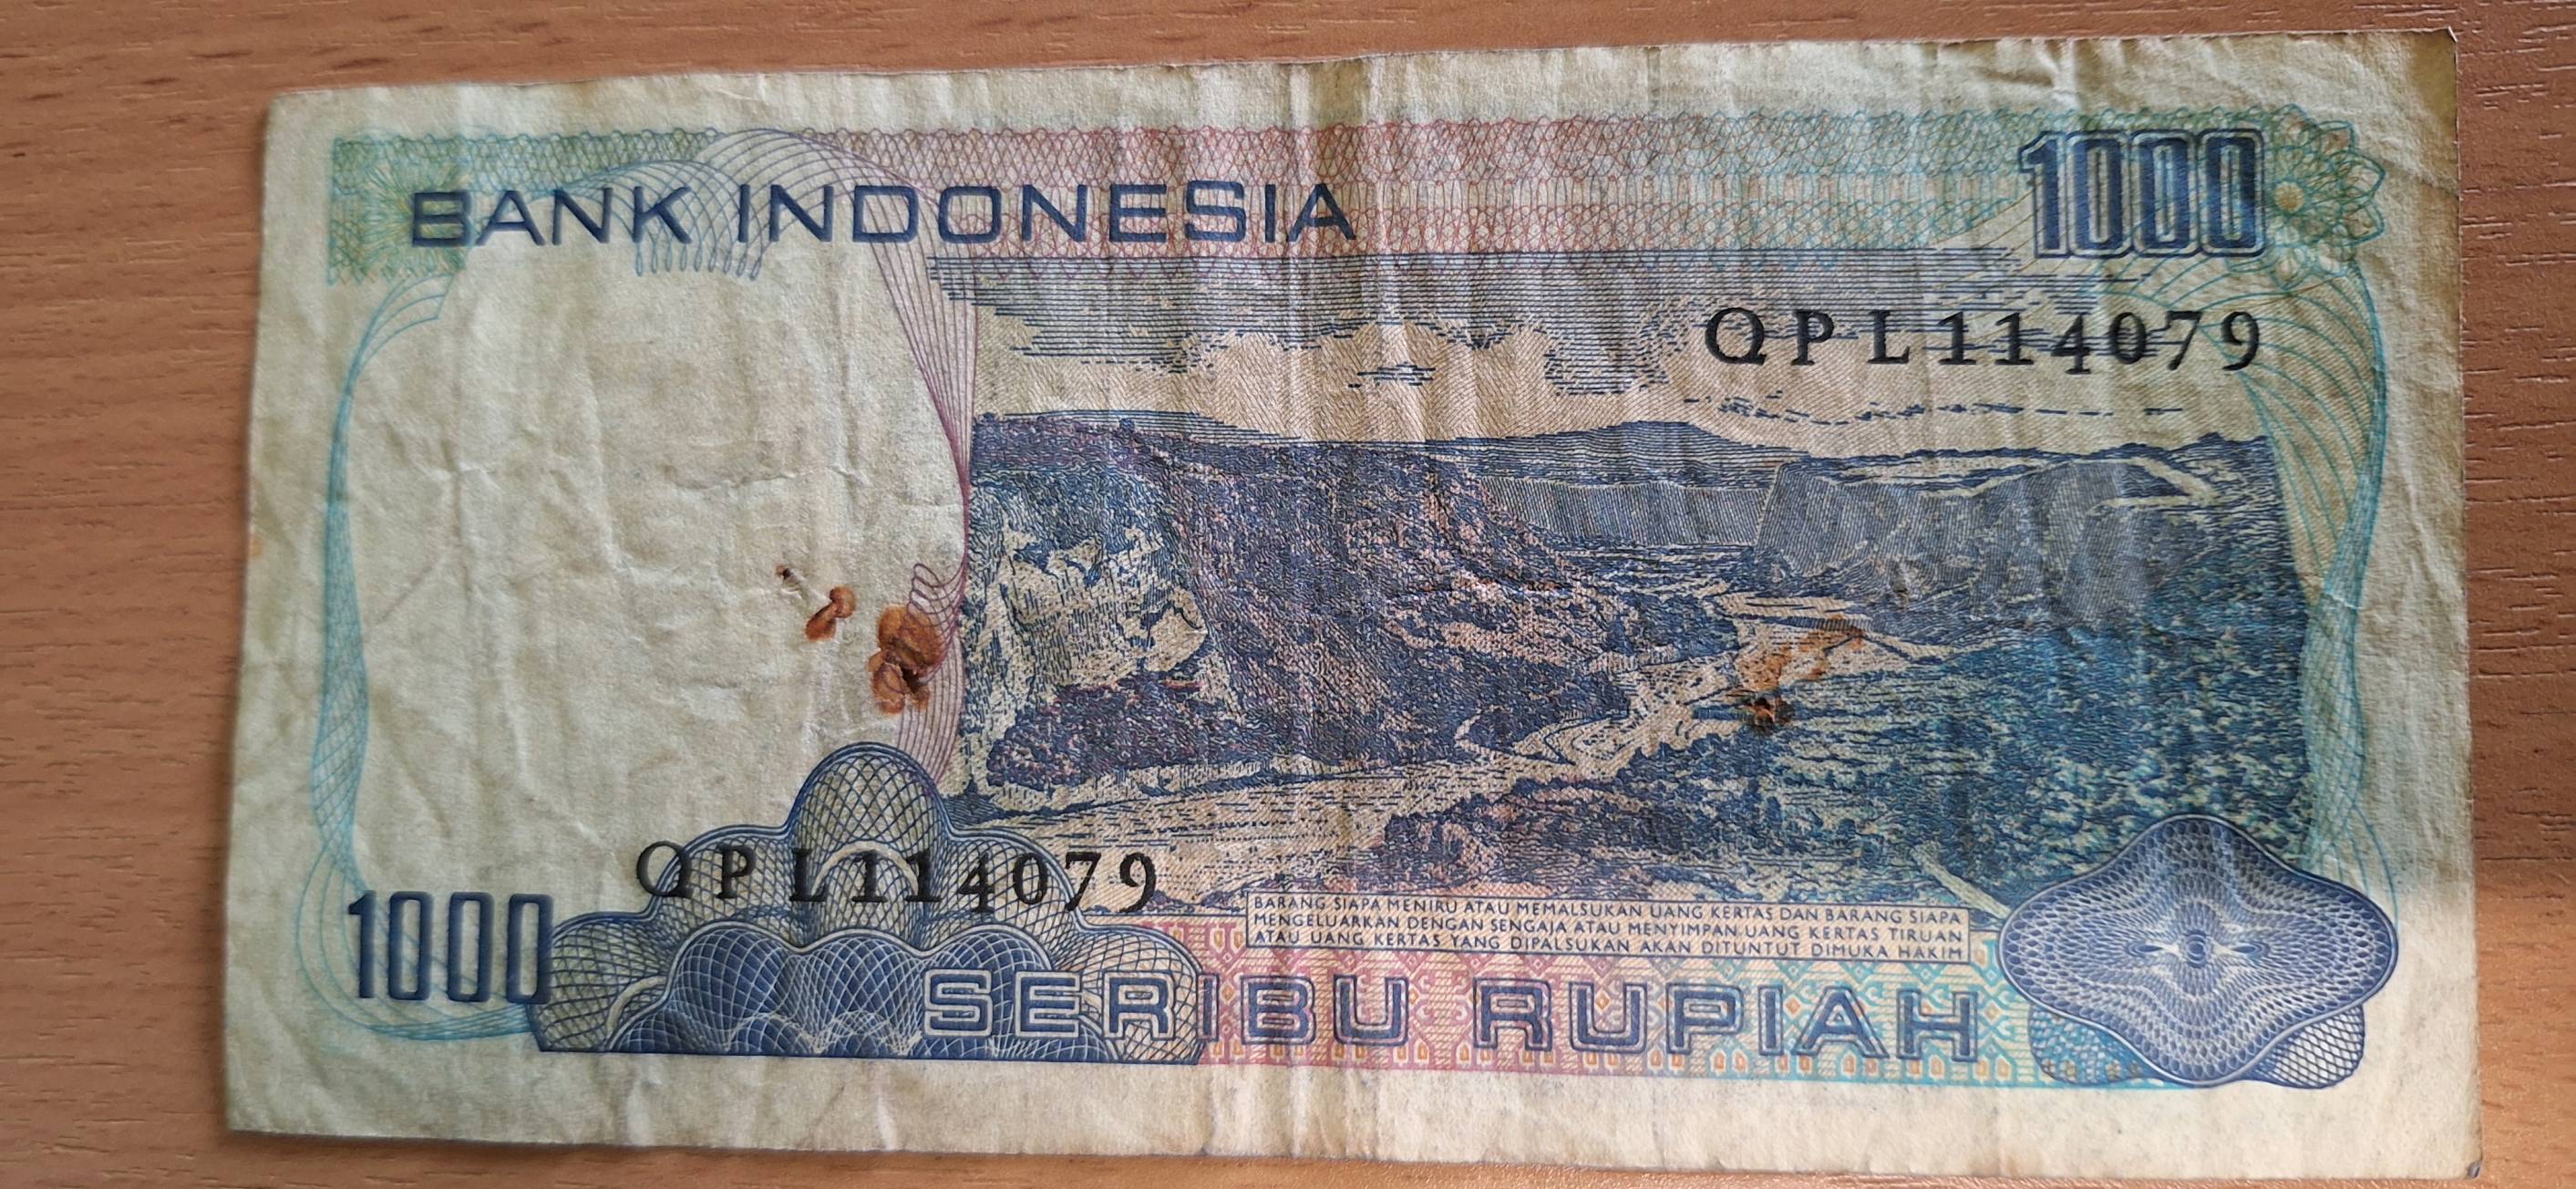 BANK INDONESIA
1000
QPL114079
QPL114079
1000
BARANG SIAPA MENIRU ATAU MEMALSUKAN UANG KERTAS DAN BARANG SIAPA
MENGELUARKAN DENGAN SENGAJA ATAU MENYIMPAN UANG KERTAS TIRUAN
ATAU UANG KERTAS YANG DIPALSUKAN AKAN DITUNTUT DIMUKA HAKIM
SERIBU RUPIAH